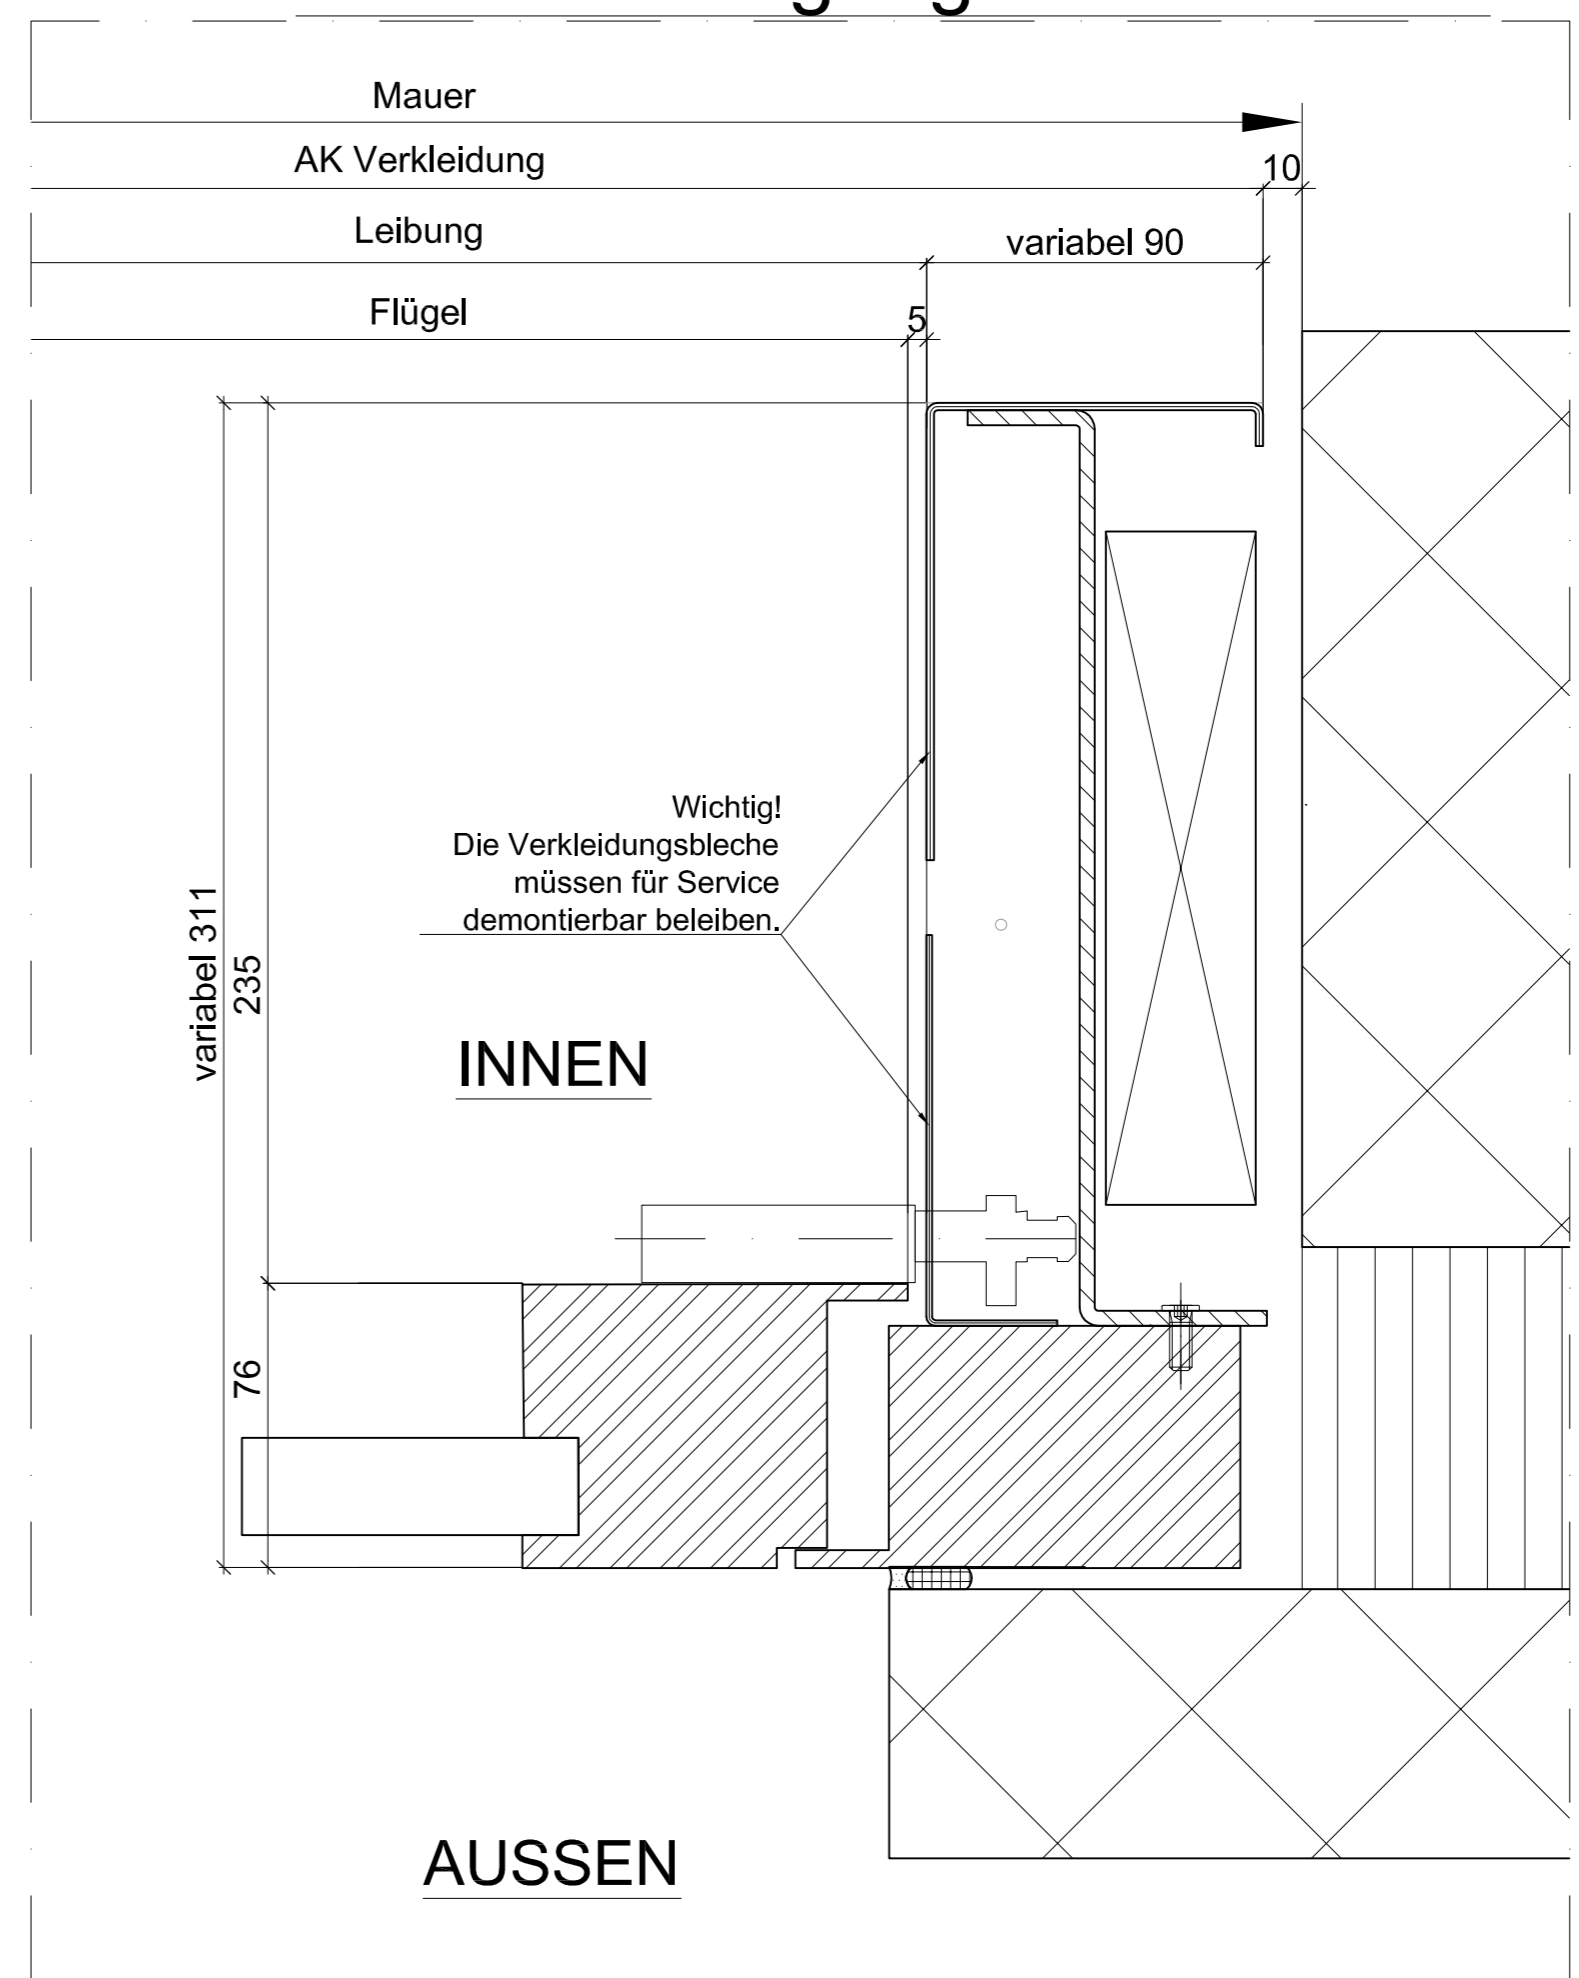 Mauer
AK Verkleidung
10
Leibung
variabel 90
Flügel
5
Wichtig!
Die Verkleidungsbleche
müssen für Service
demontierbar beleiben.
variabel 311
235
INNEN
76
AUSSEN